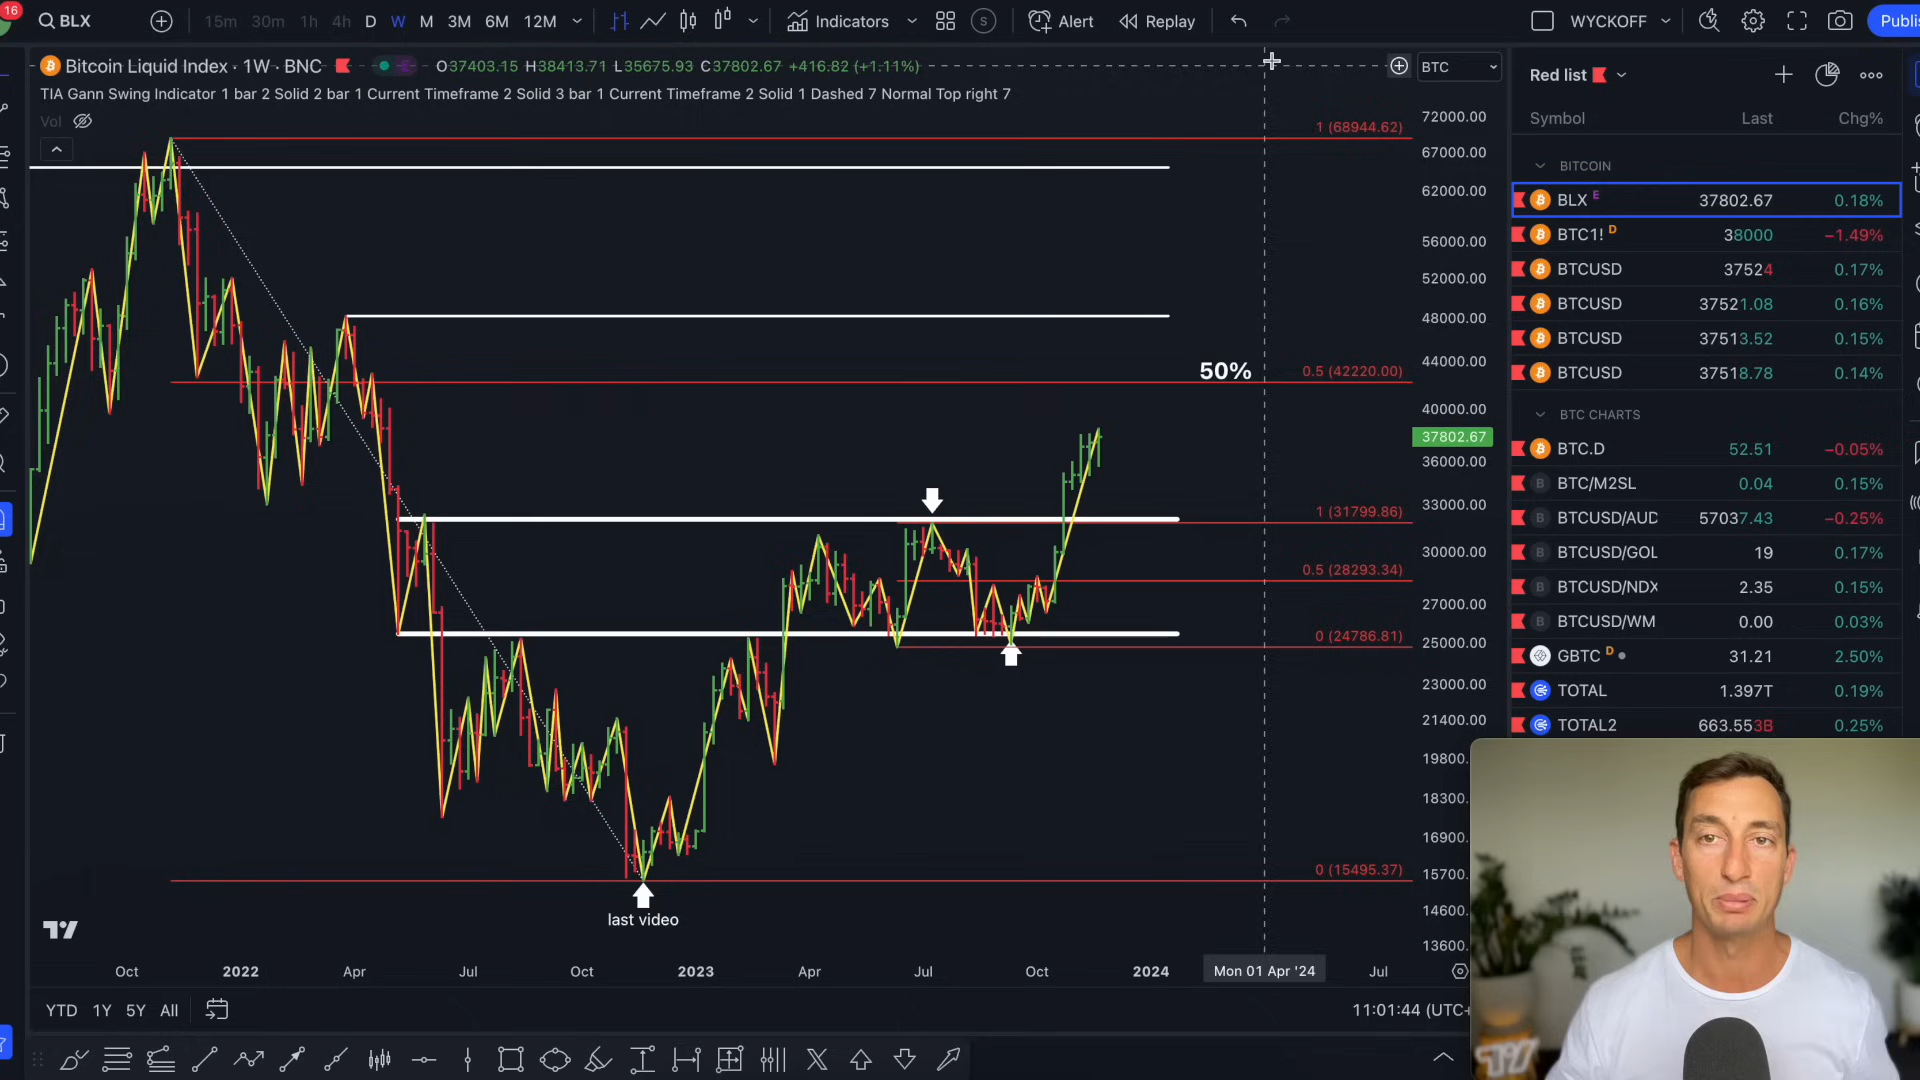 16
BLX
15m 30m 1h 4h D W M 3M 6M 12M
Indicators
S
Alert
Replay
WYCKOFF
Publi
Bitcoin Liquid Index · 1W · BNC
O37403.15 H38413.71 L35675.93 C37802.67 +416.82 (+1.11%)
BTC
TIA Gann Swing Indicator 1 bar 2 Solid 2 bar 1 Current Timeframe 2 Solid 3 bar 1 Current Timeframe 2 Solid 1 Dashed 7 Normal Top right 7
Vol
1 (68944.62)
50%
0.5 (42220.00)
1 (31799.86)
0.5 (28293.34)
0 (24786.81)
0 (15495.37)
last video
72000.00
67000.00
62000.00
56000.00
52000.00
48000.00
44000.00
40000.00
37802.67
36000.00
33000.00
30000.00
27000.00
25000.00
23000.00
21400.00
19800.
18300.
16900.
15700.
14600.
13600.
Oct 2022 Apr Jul Oct 2023 Apr Jul Oct 2024 Mon 01 Apr '24 Jul
YTD 1Y 5Y All
11:01:44 (UTC+
Red list
Symbol Last Chg%
BITCOIN
BLX E 37802.67 0.18%
BTC1! D 38000 −1.49%
BTCUSD 37524 0.17%
BTCUSD 37521.08 0.16%
BTCUSD 37513.52 0.15%
BTCUSD 37518.78 0.14%
BTC CHARTS
BTC.D 52.51 −0.05%
BTC/M2SL 0.04 0.15%
BTCUSD/AUD 57037.43 −0.25%
BTCUSD/GOL 19 0.17%
BTCUSD/NDX 2.35 0.15%
BTCUSD/WM 0.00 0.03%
GBTC D 31.21 2.50%
TOTAL 1.397T 0.19%
TOTAL2 663.553B 0.25%